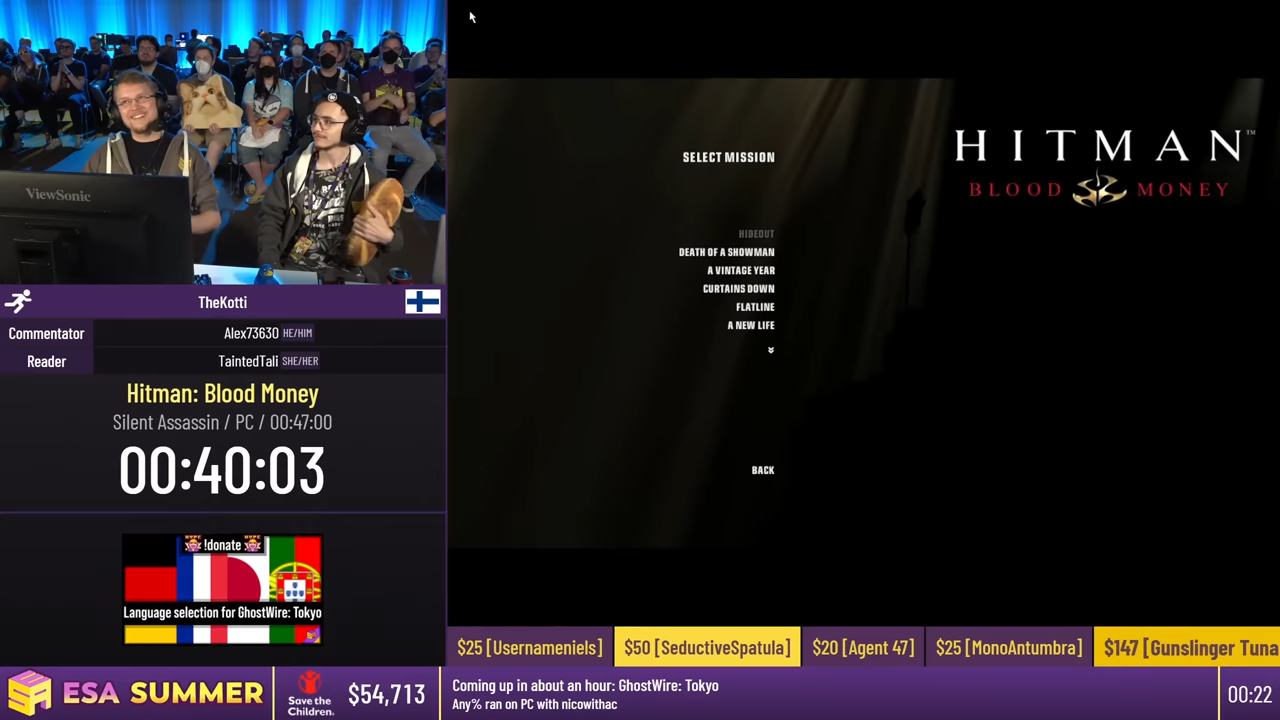 ViewSonic
TheKotti
Commentator
Alex73630 HE/HIM
Reader
TaintedTali SHE/HER
Hitman: Blood Money
Silent Assassin / PC / 00:47:00
00:40:03
!donate
Language selection for GhostWire: Tokyo
SELECT MISSION
HIDEOUT
DEATH OF A SHOWMAN
A VINTAGE YEAR
CURTAINS DOWN
FLATLINE
A NEW LIFE
BACK
HITMAN™
BLOOD MONEY
$25 [Usernameniels]
$50 [SeductiveSpatula]
$20 [Agent 47]
$25 [MonoAntumbra]
$147 [Gunslinger Tuna
ESA SUMMER
Save the
Children.
$54,713
Coming up in about an hour: GhostWire: Tokyo
Any% ran on PC with nicowithac
00:22